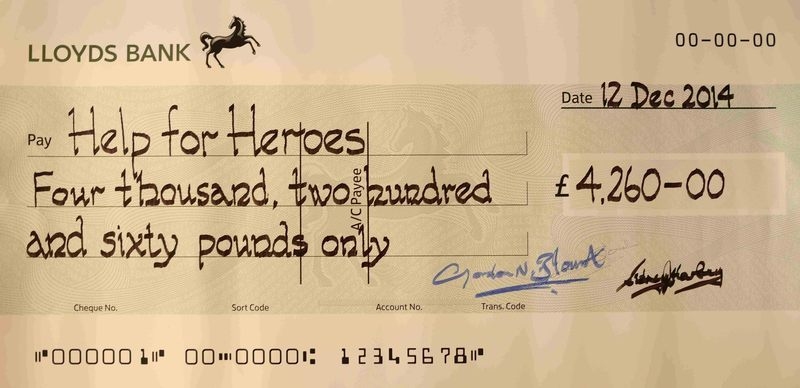 LLOYDS BANK
00-00-00
Date 12 Dec 2014
Pay Help for Heroes
Four thousand, two hundred
£ 4,260-00
and sixty pounds only
A/C Payee
Gordon N.
Cheque No. Sort Code Account No. Trans. Code
⑈000001⑈ 00⑉0000⑆ 12345678⑈